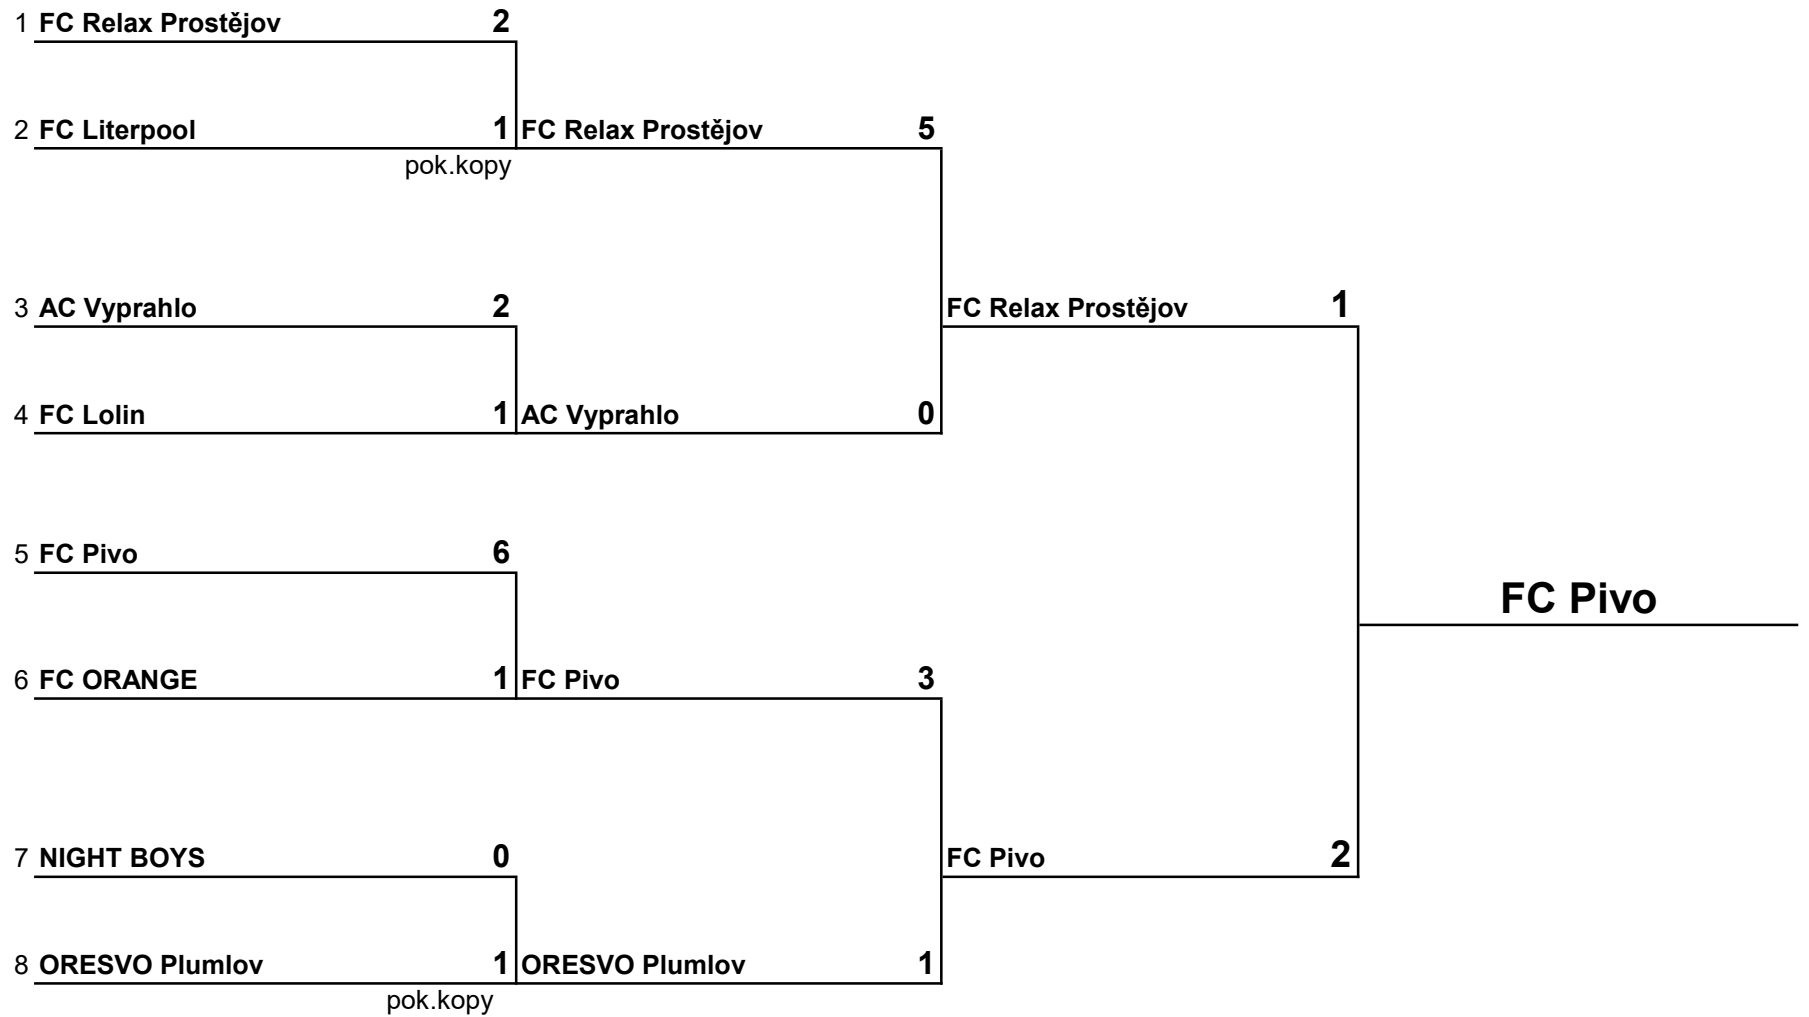 1 FC Relax Prostějov 2
2 FC Literpool 1 FC Relax Prostějov 5
pok.kopy
3 AC Vyprahlo 2 FC Relax Prostějov 1
4 FC Lolin 1 AC Vyprahlo 0
5 FC Pivo 6
FC Pivo
6 FC ORANGE 1 FC Pivo 3
7 NIGHT BOYS 0 FC Pivo 2
8 ORESVO Plumlov 1 ORESVO Plumlov 1
pok.kopy